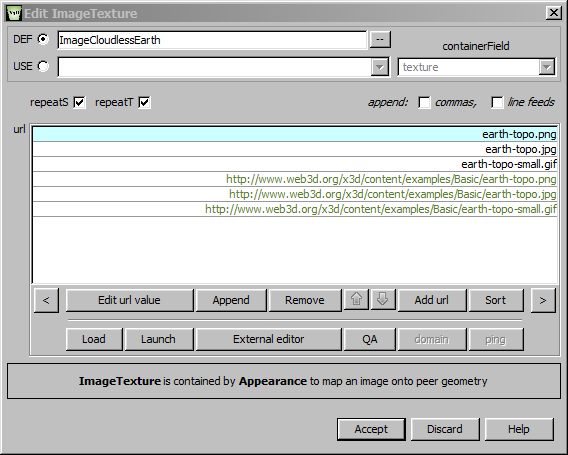 Edit ImageTexture
DEF ImageCloudlessEarth --
containerField
USE texture
repeatS repeatT append: commas, line feeds
url
earth-topo.png
earth-topo.jpg
earth-topo-small.gif
http://www.web3d.org/x3d/content/examples/Basic/earth-topo.png
http://www.web3d.org/x3d/content/examples/Basic/earth-topo.jpg
http://www.web3d.org/x3d/content/examples/Basic/earth-topo-small.gif
< Edit url value Append Remove Add url Sort >
Load Launch External editor QA domain ping
ImageTexture is contained by Appearance to map an image onto peer geometry
Accept Discard Help